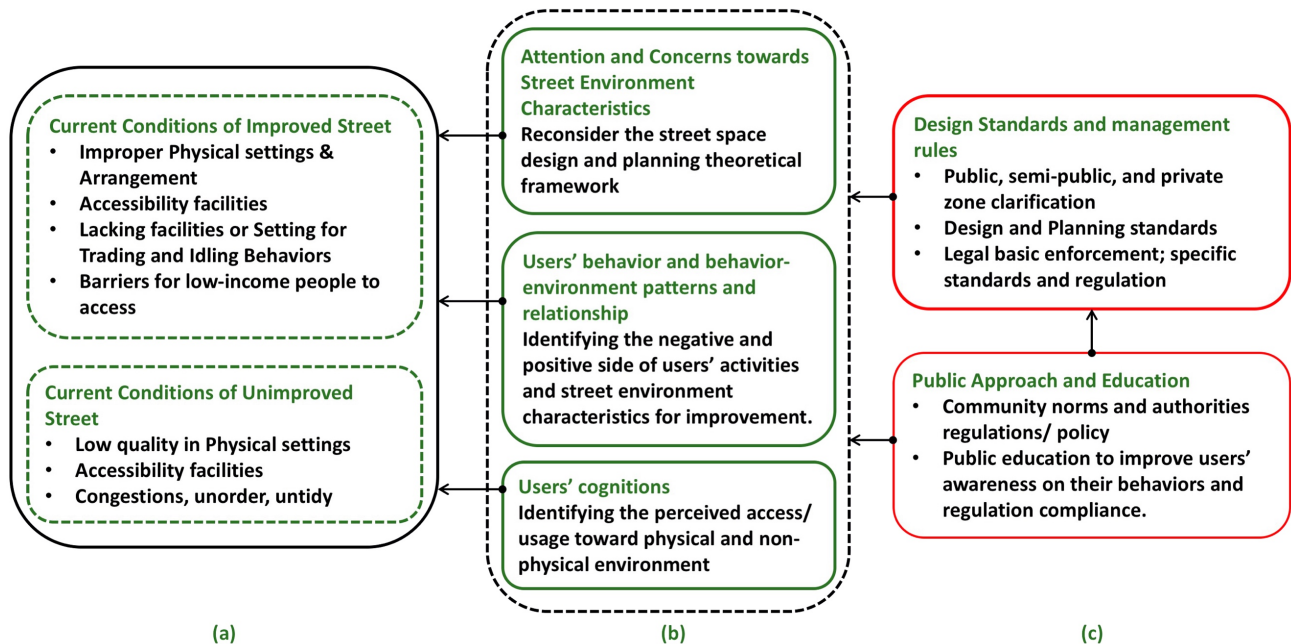 Current Conditions of Improved Street
• Improper Physical settings &
Arrangement
• Accessibility facilities
• Lacking facilities or Setting for
Trading and Idling Behaviors
• Barriers for low-income people to
access
Current Conditions of Unimproved
Street
• Low quality in Physical settings
• Accessibility facilities
• Congestions, unorder, untidy
(a)
Attention and Concerns towards
Street Environment
Characteristics
Reconsider the street space
design and planning theoretical
framework
Users’ behavior and behavior-
environment patterns and
relationship
Identifying the negative and
positive side of users’ activities
and street environment
characteristics for improvement.
Users’ cognitions
Identifying the perceived access/
usage toward physical and non-
physical environment
(b)
Design Standards and management
rules
• Public, semi-public, and private
zone clarification
• Design and Planning standards
• Legal basic enforcement; specific
standards and regulation
Public Approach and Education
• Community norms and authorities
regulations/ policy
• Public education to improve users’
awareness on their behaviors and
regulation compliance.
(c)